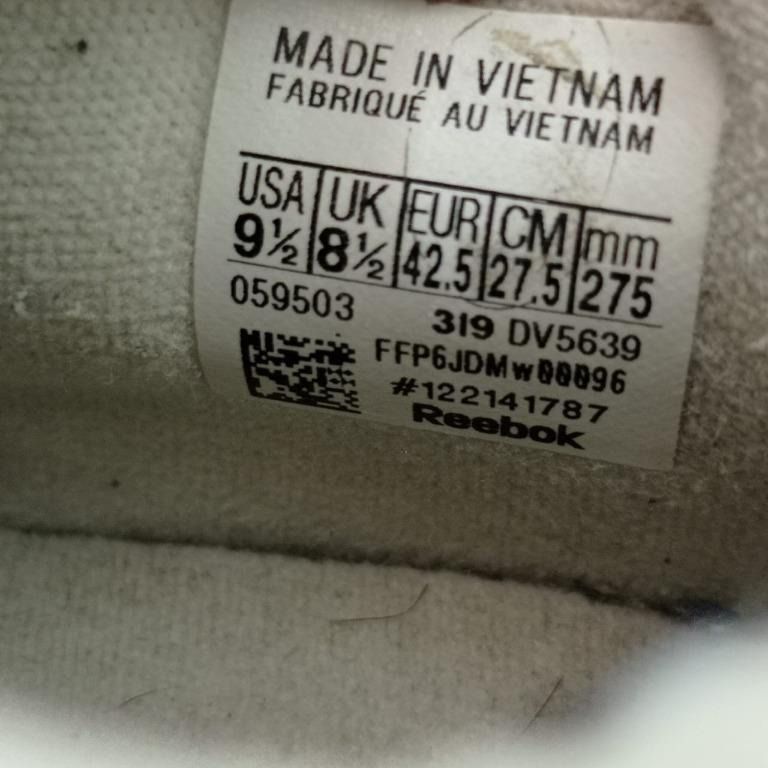 MADE IN VIETNAM
FABRIQUÉ AU VIETNAM
USA UK EUR CM mm
9½ 8½ 42.5 27.5 275
059503 319 DV5639
FFP6JDMw00096
#122141787
Reebok